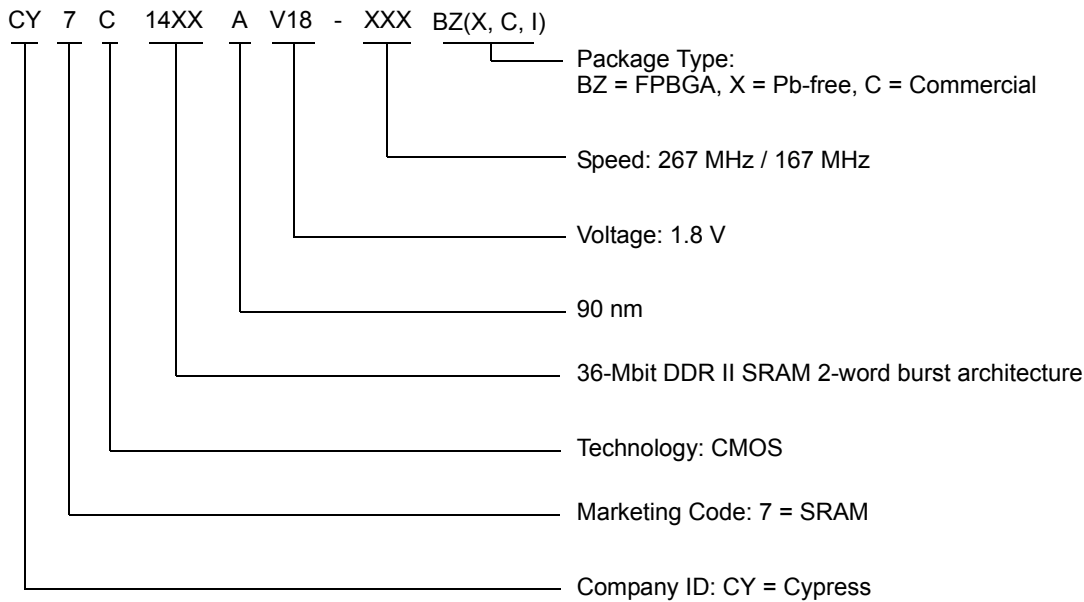 CY 7 C 14XX A V18 - XXX BZ(X, C, I)
Package Type:
BZ = FPBGA, X = Pb-free, C = Commercial
Speed: 267 MHz / 167 MHz
Voltage: 1.8 V
90 nm
36-Mbit DDR II SRAM 2-word burst architecture
Technology: CMOS
Marketing Code: 7 = SRAM
Company ID: CY = Cypress